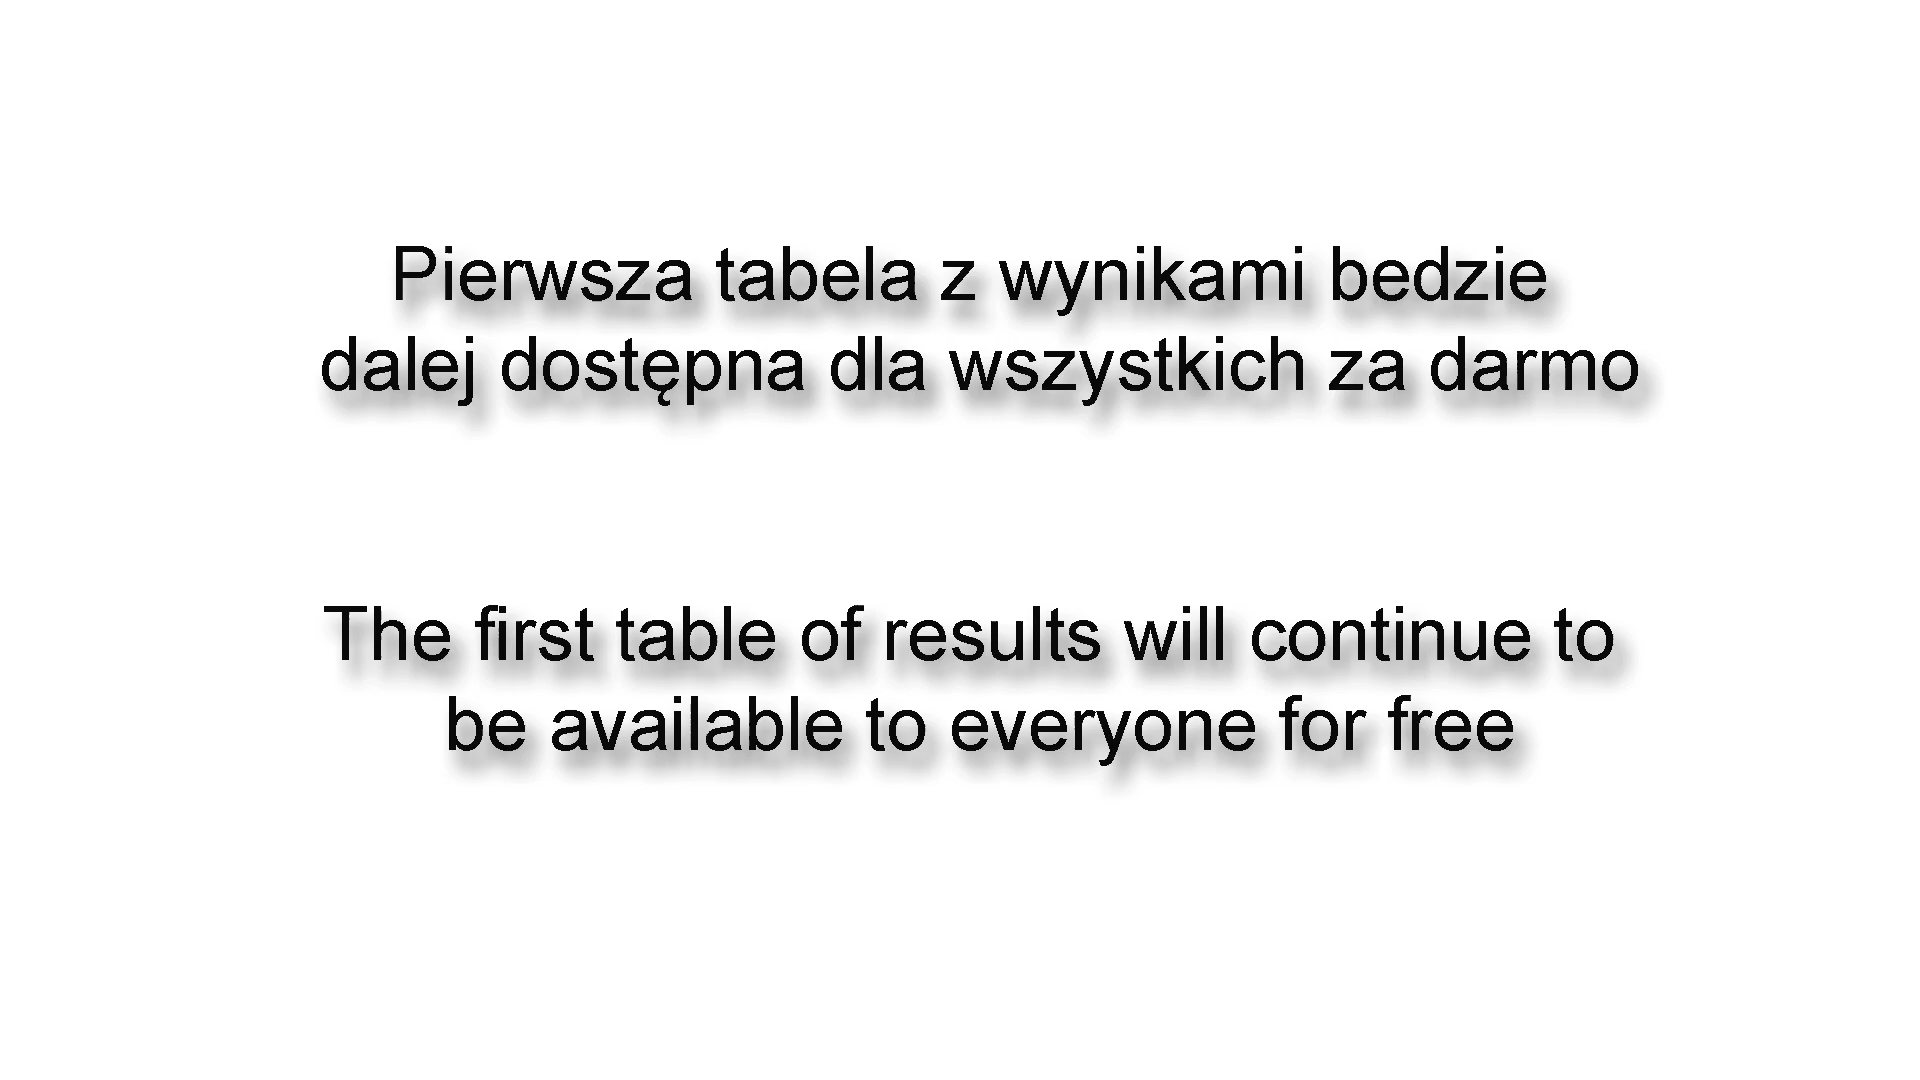 Pierwsza tabela z wynikami bedzie
dalej dostępna dla wszystkich za darmo
The first table of results will continue to
be available to everyone for free